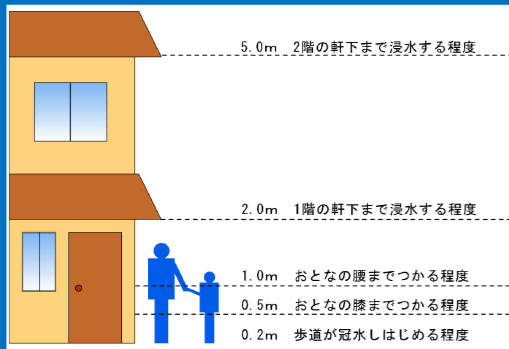 5.0m 2階の軒下まで浸水する程度
2.0m 1階の軒下まで浸水する程度
1.0m おとなの腰までつかる程度
0.5m おとなの膝までつかる程度
0.2m 歩道が冠水しはじめる程度